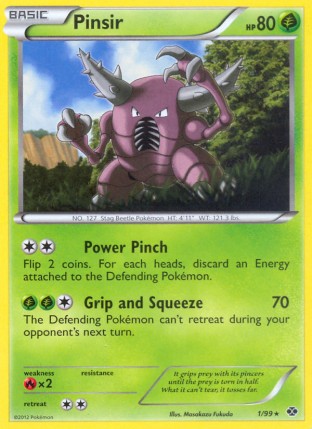 BASIC
Pinsir
HP 80
NO. 127 Stag Beetle Pokémon HT: 4'11" WT: 121.3 lbs.
Power Pinch
Flip 2 coins. For each heads, discard an Energy
attached to the Defending Pokémon.
Grip and Squeeze 70
The Defending Pokémon can't retreat during your
opponent's next turn.
weakness resistance
×2
retreat
It grips prey with its pincers
until the prey is torn in half.
What it can't tear, it tosses far.
©2012 Pokémon
Illus. Masakazu Fukuda
1/99 ★